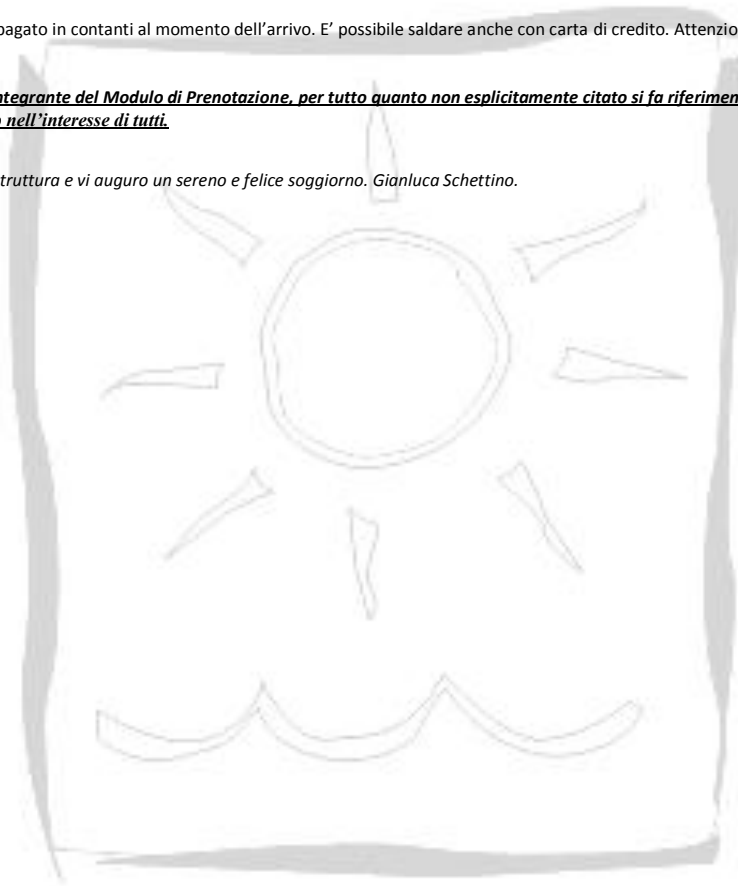 pagato in contanti al momento dell’arrivo. E’ possibile saldare anche con carta di credito. Attenzio
ntegrante del Modulo di Prenotazione, per tutto quanto non esplicitamente citato si fa riferimen
o nell’interesse di tutti.
truttura e vi auguro un sereno e felice soggiorno. Gianluca Schettino.